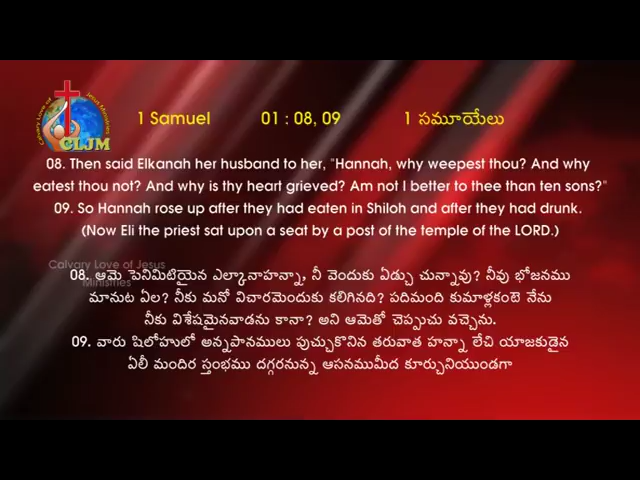 Calvary Love of Jesus Ministries
CLJM
1 Samuel 01 : 08, 09 1 సమూయేలు
08. Then said Elkanah her husband to her, "Hannah, why weepest thou? And why
eatest thou not? And why is thy heart grieved? Am not I better to thee than ten sons?"
09. So Hannah rose up after they had eaten in Shiloh and after they had drunk.
(Now Eli the priest sat upon a seat by a post of the temple of the LORD.)
Calvary Love of Jesus
Ministries
08. ఆమె పెనిమిటియైన ఎల్కానాహన్నా, నీ వెందుకు ఏడ్చు చున్నావు? నీవు భోజనము
మానుట ఏల? నీకు మనో విచారమెందుకు కలిగినది? పదిమంది కుమాళ్లకంటె నేను
నీకు విశేషమైనవాడను కానా? అని ఆమెతో చెప్పుచు వచ్చెను.
09. వారు షిలోహులో అన్నపానములు పుచ్చుకొనిన తరువాత హన్నా లేచి యాజకుడైన
ఏలీ మందిర స్తంభము దగ్గరనున్న ఆసనముమీద కూర్చునియుండగా